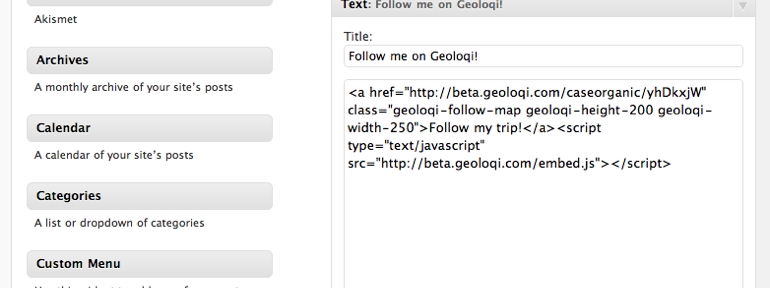 Akismet
Archives
A monthly archive of your site's posts
Calendar
A calendar of your site's posts
Categories
A list or dropdown of categories
Custom Menu
Text: Follow me on Geoloqi!
Title:
Follow me on Geoloqi!
<a href="http://beta.geoloqi.com/caseorganic/yhDkxjW"
class="geoloqi-follow-map geoloqi-height-200 geoloqi-
width-250">Follow my trip!</a><script
type="text/javascript"
src="http://beta.geoloqi.com/embed.js"></script>